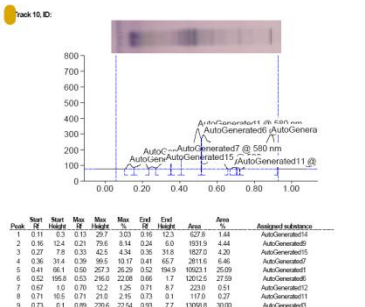 Track 10, ID:
800
700
600
500
400
300
200
100
0
AutoGenerated1 @ 580 nm
AutoGenerated6 AutoGenera
AutoGenerated7 @ 580 nm
AutoGenerated15
AutoGenerated11 @
0.00 0.20 0.40 0.60 0.80 1.00
Peak Start Rf Start Height Max Rf Max Height Max % End Rf End Height Area Area % Assigned substance
1 0.11 0.3 0.13 29.7 3.03 0.16 12.3 627.8 1.44 AutoGenerated14
2 0.16 12.4 0.21 79.6 8.14 0.24 6.0 1931.9 4.44 AutoGenerated9
3 0.27 7.8 0.33 42.5 4.34 0.35 31.8 1827.0 4.20 AutoGenerated15
4 0.36 31.4 0.39 99.5 10.17 0.41 65.7 2811.6 6.46 AutoGenerated7
5 0.41 66.1 0.50 257.3 26.29 0.52 194.9 10923.1 25.09 AutoGenerated1
6 0.52 195.8 0.53 216.0 22.08 0.66 1.7 12012.5 27.59 AutoGenerated6
7 0.67 1.0 0.70 12.2 1.25 0.71 8.7 223.0 0.51 AutoGenerated12
8 0.71 10.5 0.71 21.0 2.15 0.73 0.1 117.0 0.27 AutoGenerated11